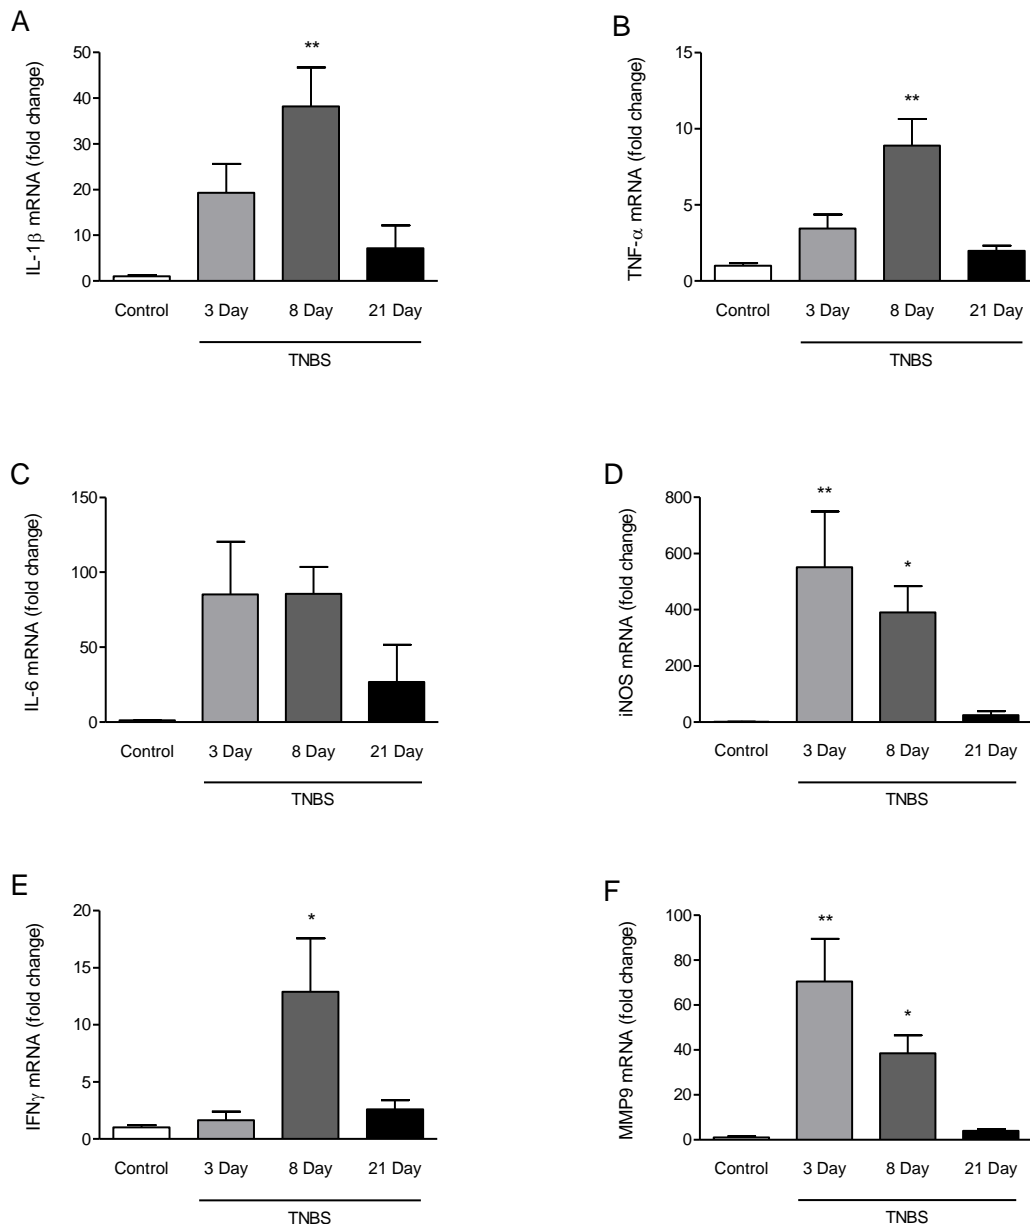 A
IL-1β mRNA (fold change)
50
40
30
20
10
0
**
Control 3 Day 8 Day 21 Day
TNBS
B
TNF-α mRNA (fold change)
15
10
5
0
**
Control 3 Day 8 Day 21 Day
TNBS
C
IL-6 mRNA (fold change)
150
100
50
0
Control 3 Day 8 Day 21 Day
TNBS
D
iNOS mRNA (fold change)
800
600
400
200
0
**
*
Control 3 Day 8 Day 21 Day
TNBS
E
IFNγ mRNA (fold change)
20
15
10
5
0
*
Control 3 Day 8 Day 21 Day
TNBS
F
MMP9 mRNA (fold change)
100
80
60
40
20
0
**
*
Control 3 Day 8 Day 21 Day
TNBS